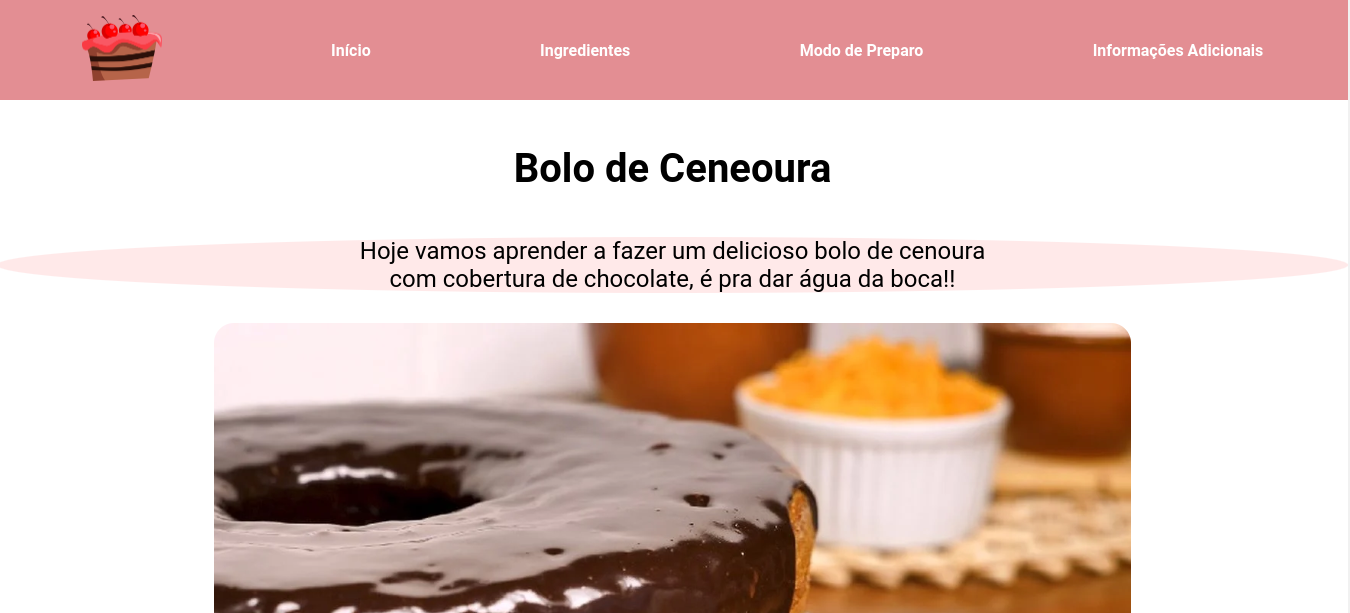 Início
Ingredientes
Modo de Preparo
Informações Adicionais
Bolo de Ceneoura
Hoje vamos aprender a fazer um delicioso bolo de cenoura
com cobertura de chocolate, é pra dar água da boca!!